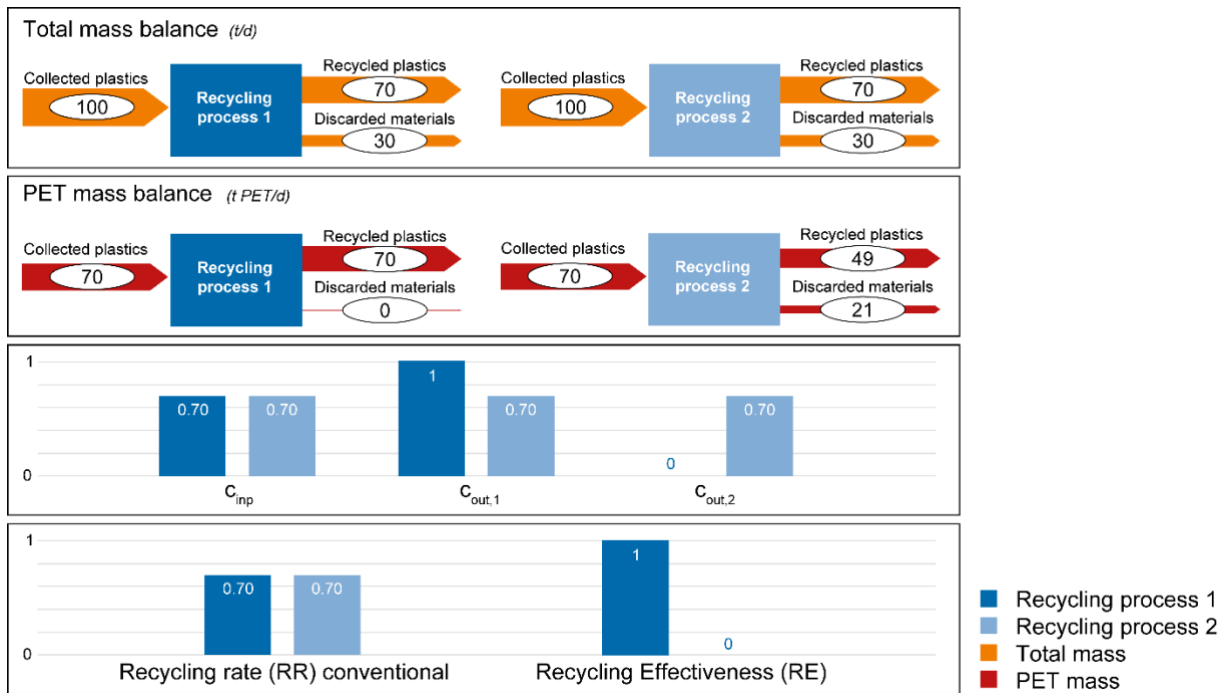 Total mass balance (t/d)
Collected plastics
100
Recycling
process 1
Recycled plastics
70
Discarded materials
30
Collected plastics
100
Recycling
process 2
Recycled plastics
70
Discarded materials
30
PET mass balance (t PET/d)
Collected plastics
70
Recycling
process 1
Recycled plastics
70
Discarded materials
0
Collected plastics
70
Recycling
process 2
Recycled plastics
49
Discarded materials
21
1
0
0.70 0.70 1 0.70 0 0.70
Cinp Cout,1 Cout,2
1
0
0.70 0.70 1 0
Recycling rate (RR) conventional Recycling Effectiveness (RE)
Recycling process 1
Recycling process 2
Total mass
PET mass